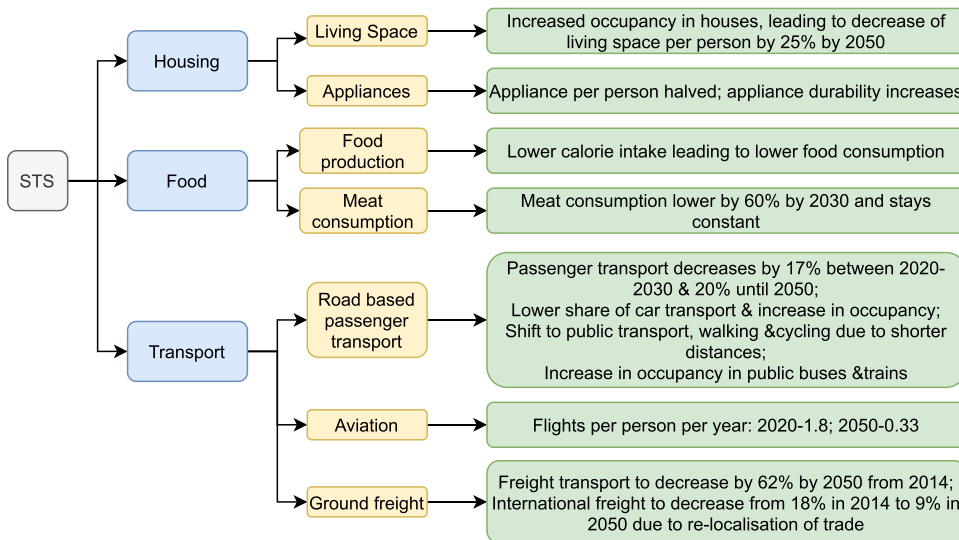 STS
Housing
Living Space
Increased occupancy in houses, leading to decrease of
living space per person by 25% by 2050
Appliances
Appliance per person halved; appliance durability increases
Food
Food
production
Lower calorie intake leading to lower food consumption
Meat
consumption
Meat consumption lower by 60% by 2030 and stays
constant
Transport
Road based
passenger
transport
Passenger transport decreases by 17% between 2020-
2030 & 20% until 2050;
Lower share of car transport & increase in occupancy;
Shift to public transport, walking &cycling due to shorter
distances;
Increase in occupancy in public buses &trains
Aviation
Flights per person per year: 2020-1.8; 2050-0.33
Ground freight
Freight transport to decrease by 62% by 2050 from 2014;
International freight to decrease from 18% in 2014 to 9% in
2050 due to re-localisation of trade